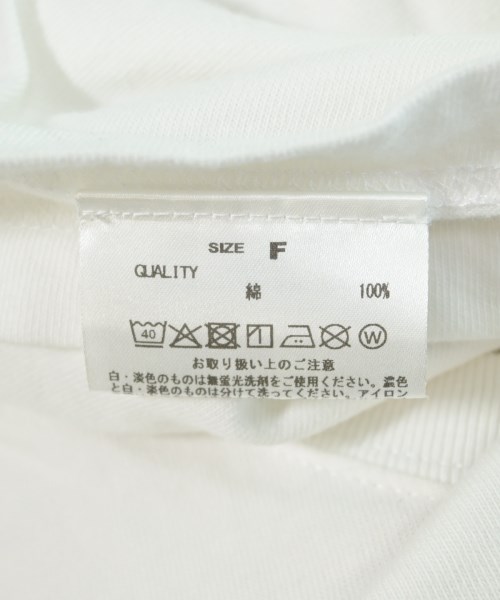 SIZE F
QUALITY
綿 100%
40 W
お取り扱い上のご注意
白・淡色のものは無蛍光洗剤をご使用ください。濃色
と白・淡色のものは分けて洗ってください。アイロン